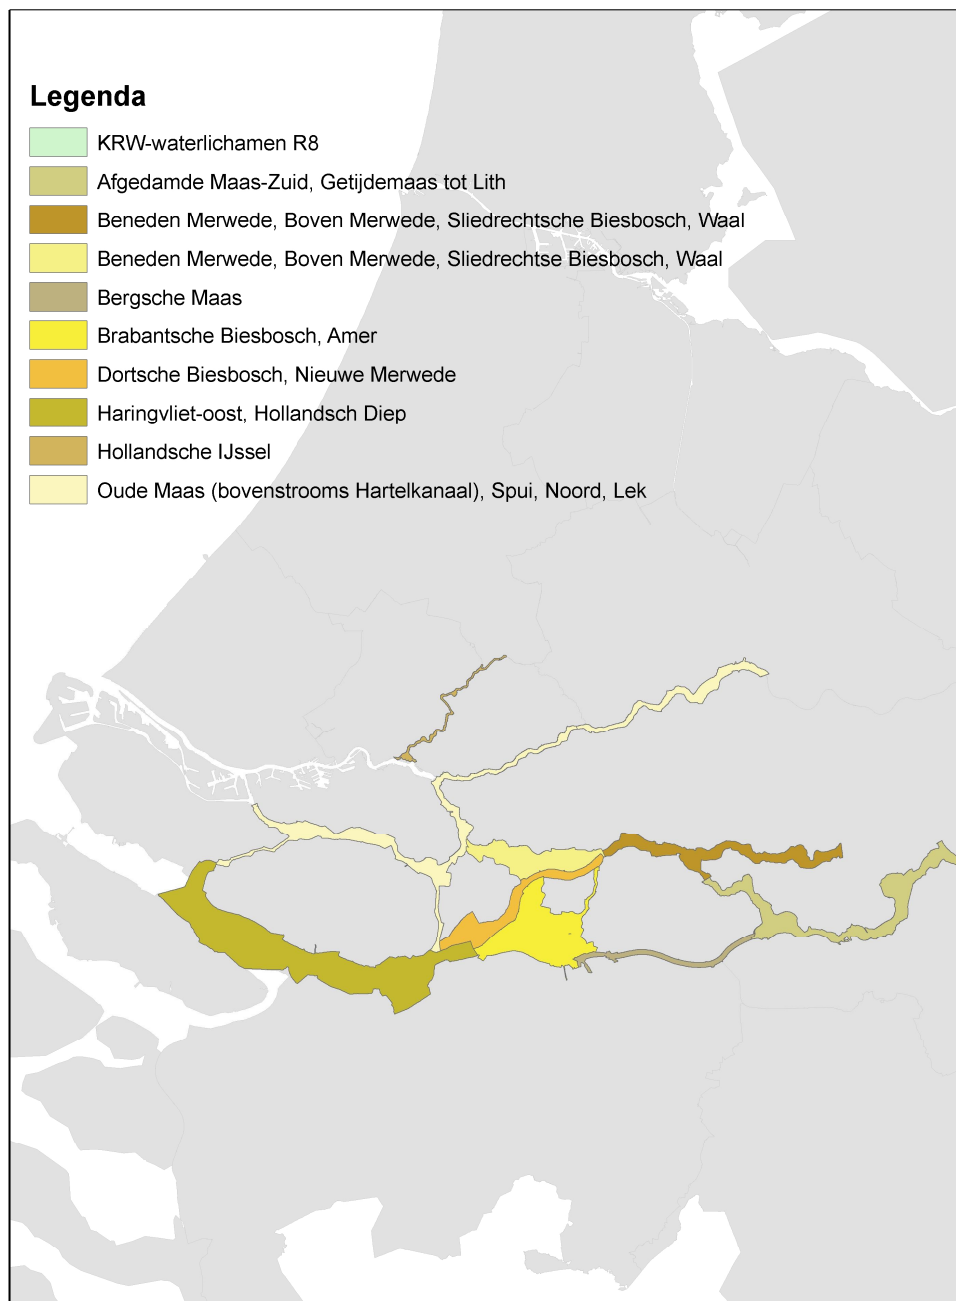 Legenda
KRW-waterlichamen R8
Afgedamde Maas-Zuid, Getijdemaas tot Lith
Beneden Merwede, Boven Merwede, Sliedrechtsche Biesbosch, Waal
Beneden Merwede, Boven Merwede, Sliedrechtse Biesbosch, Waal
Bergsche Maas
Brabantsche Biesbosch, Amer
Dortsche Biesbosch, Nieuwe Merwede
Haringvliet-oost, Hollandsch Diep
Hollandsche IJssel
Oude Maas (bovenstrooms Hartelkanaal), Spui, Noord, Lek